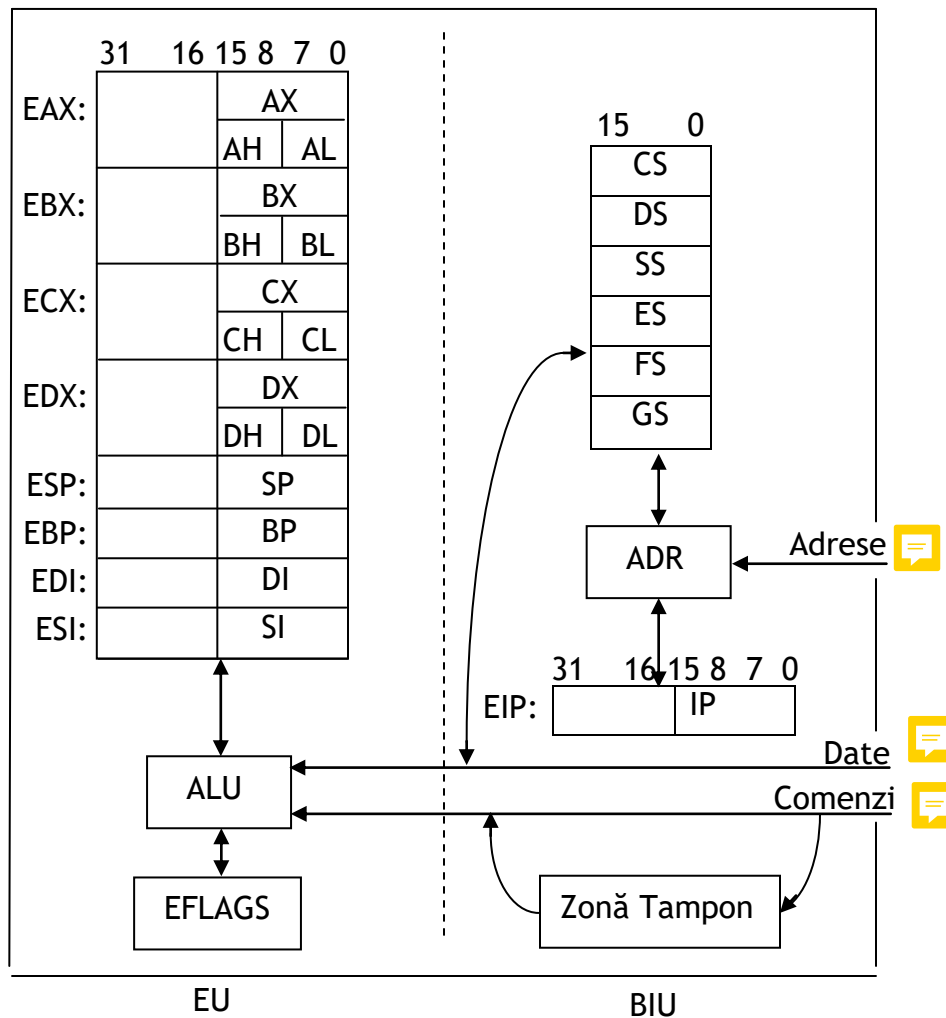 31 16 15 8 7 0
EAX:
AX
AH AL
EBX:
BX
BH BL
ECX:
CX
CH CL
EDX:
DX
DH DL
ESP: SP
EBP: BP
EDI: DI
ESI: SI
ALU
EFLAGS
EU
15 0
CS
DS
SS
ES
FS
GS
ADR
Adrese
31 16 15 8 7 0
EIP: IP
Date
Comenzi
Zonă Tampon
BIU